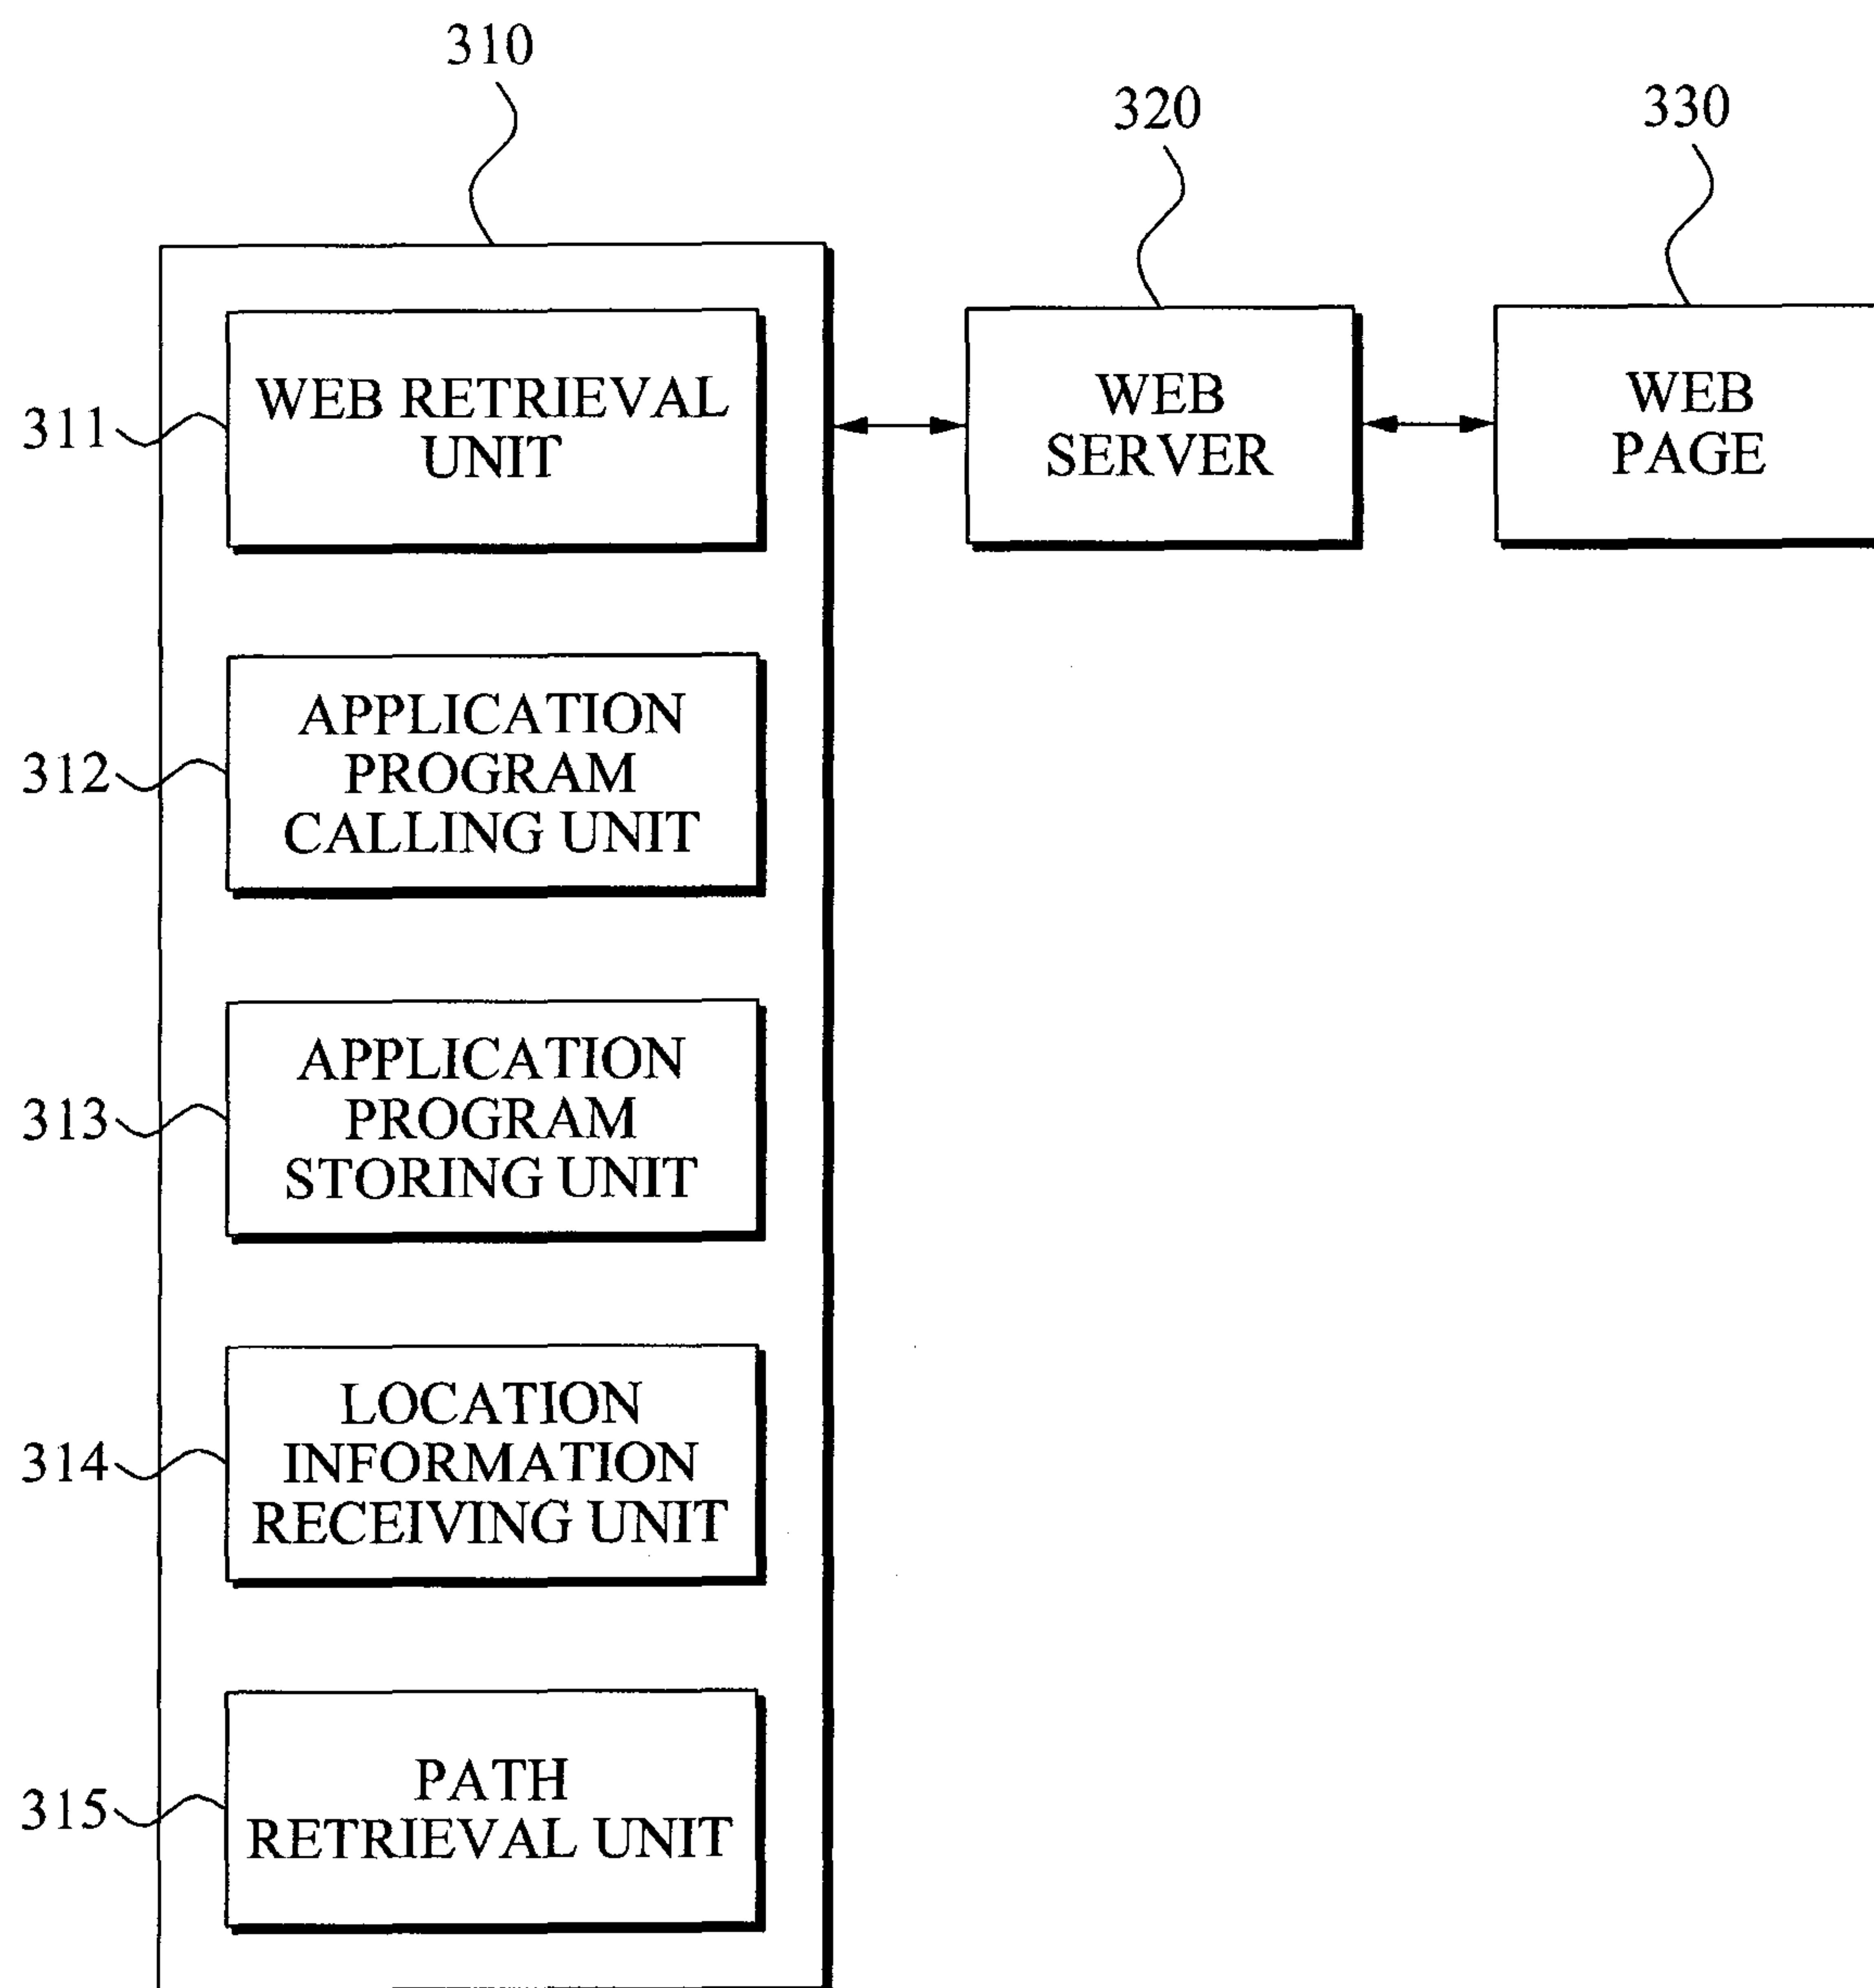 310
320
330
311
WEB RETRIEVAL
UNIT
WEB
SERVER
WEB
PAGE
312
APPLICATION
PROGRAM
CALLING UNIT
313
APPLICATION
PROGRAM
STORING UNIT
314
LOCATION
INFORMATION
RECEIVING UNIT
315
PATH
RETRIEVAL UNIT